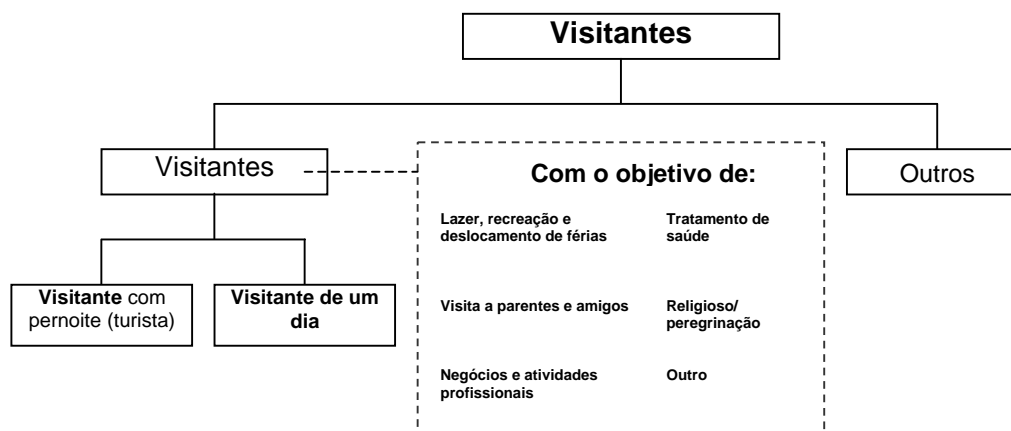 Visitantes
Visitantes
Com o objetivo de:
Outros
Lazer, recreação e
deslocamento de férias
Tratamento de
saúde
Visitante com
pernoite (turista)
Visitante de um
dia
Visita a parentes e amigos
Religioso/
peregrinação
Negócios e atividades
profissionais
Outro